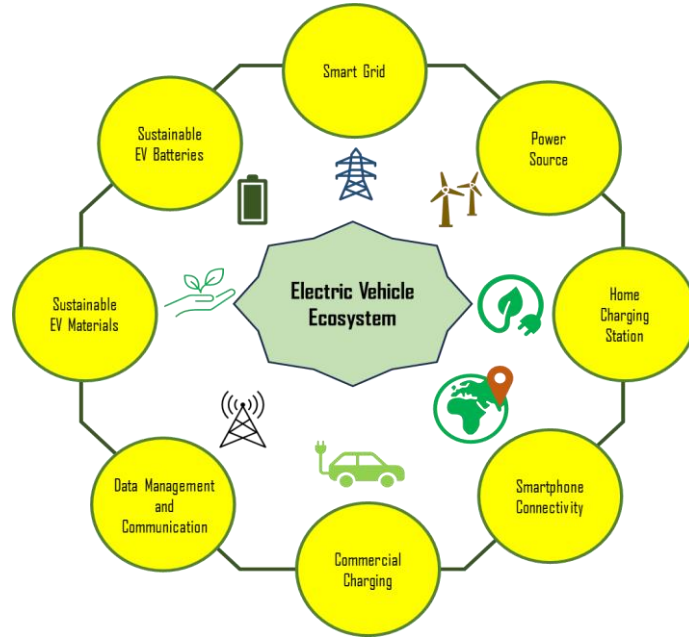 Smart Grid
Power
Source
Home
Charging
Station
Smartphone
Connectivity
Commercial
Charging
Data Management
and
Communication
Sustainable
EV Materials
Sustainable
EV Batteries
Electric Vehicle
Ecosystem